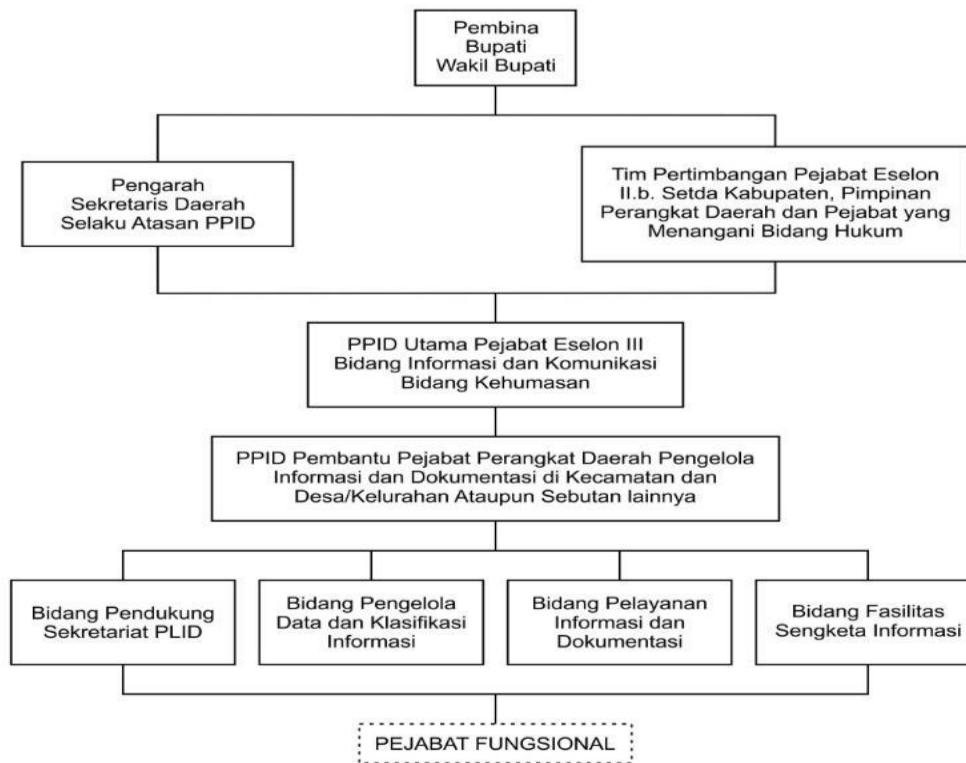 Pembina
Bupati
Wakil Bupati
Pengarah
Sekretaris Daerah
Selaku Atasan PPID
Tim Pertimbangan Pejabat Eselon
II.b. Setda Kabupaten, Pimpinan
Perangkat Daerah dan Pejabat yang
Menangani Bidang Hukum
PPID Utama Pejabat Eselon III
Bidang Informasi dan Komunikasi
Bidang Kehumasan
PPID Pembantu Pejabat Perangkat Daerah Pengelola
Informasi dan Dokumentasi di Kecamatan dan
Desa/Kelurahan Ataupun Sebutan lainnya
Bidang Pendukung
Sekretariat PLID
Bidang Pengelola
Data dan Klasifikasi
Informasi
Bidang Pelayanan
Informasi dan
Dokumentasi
Bidang Fasilitas
Sengketa Informasi
PEJABAT FUNGSIONAL